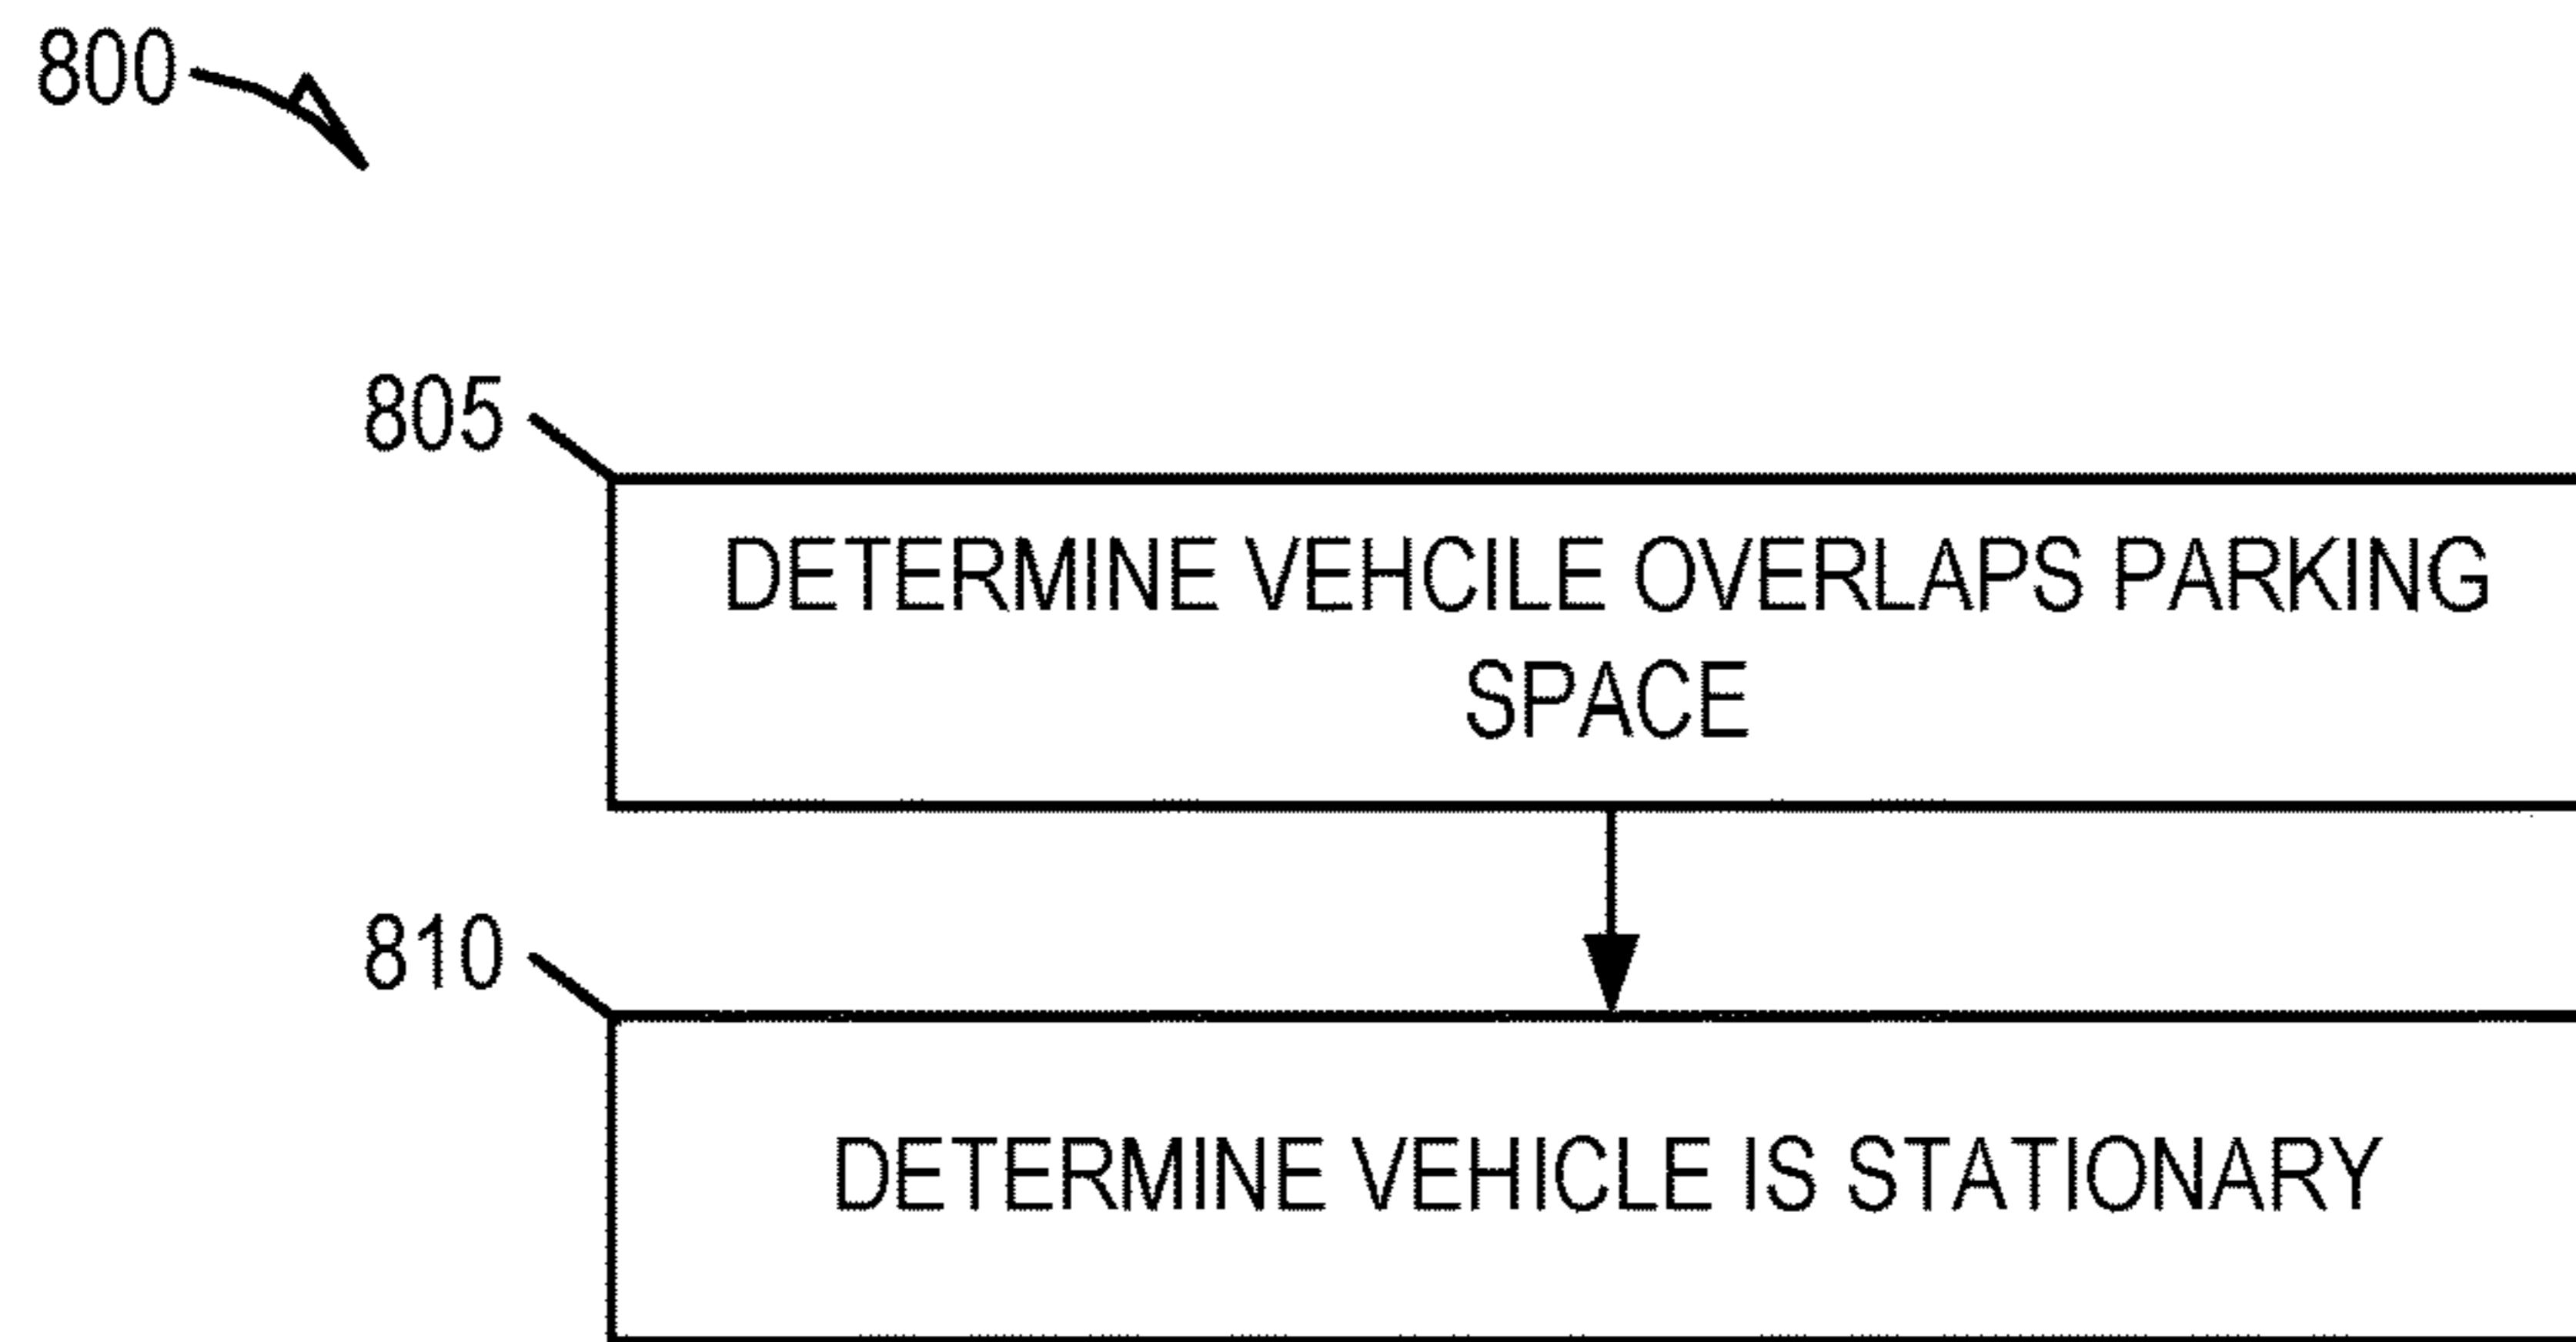 800
805
DETERMINE VEHCILE OVERLAPS PARKING
SPACE
810
DETERMINE VEHICLE IS STATIONARY